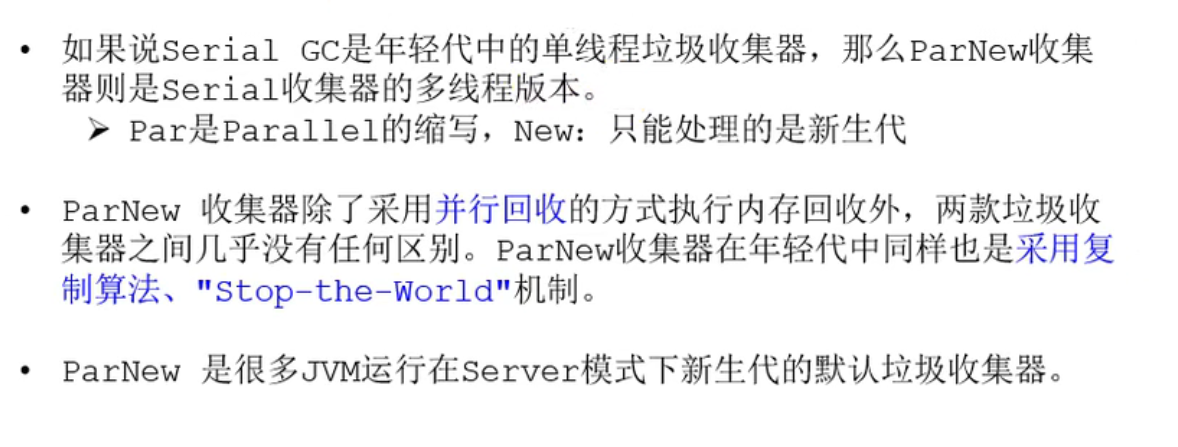 • 如果说Serial GC是年轻代中的单线程垃圾收集器，那么ParNew收集
器则是Serial收集器的多线程版本。
➢ Par是Parallel的缩写，New：只能处理的是新生代
• ParNew 收集器除了采用并行回收的方式执行内存回收外，两款垃圾收
集器之间几乎没有任何区别。ParNew收集器在年轻代中同样也是采用复
制算法、"Stop-the-World"机制。
• ParNew 是很多JVM运行在Server模式下新生代的默认垃圾收集器。